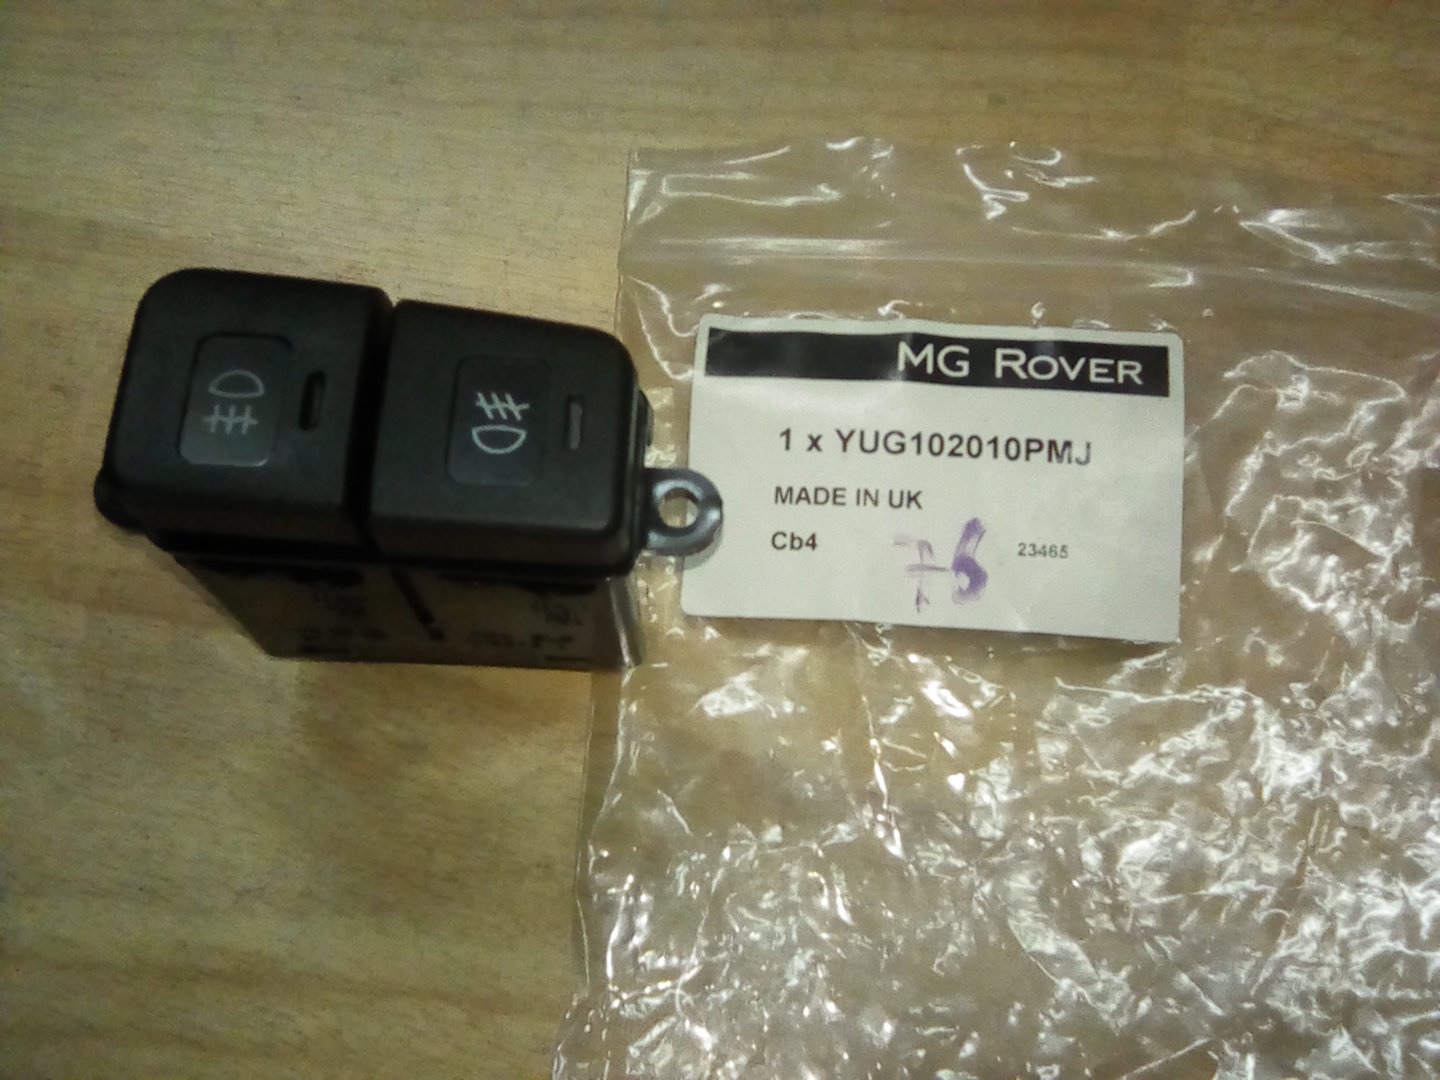 MG ROVER
1 x YUG102010PMJ
MADE IN UK
Cb4
23465